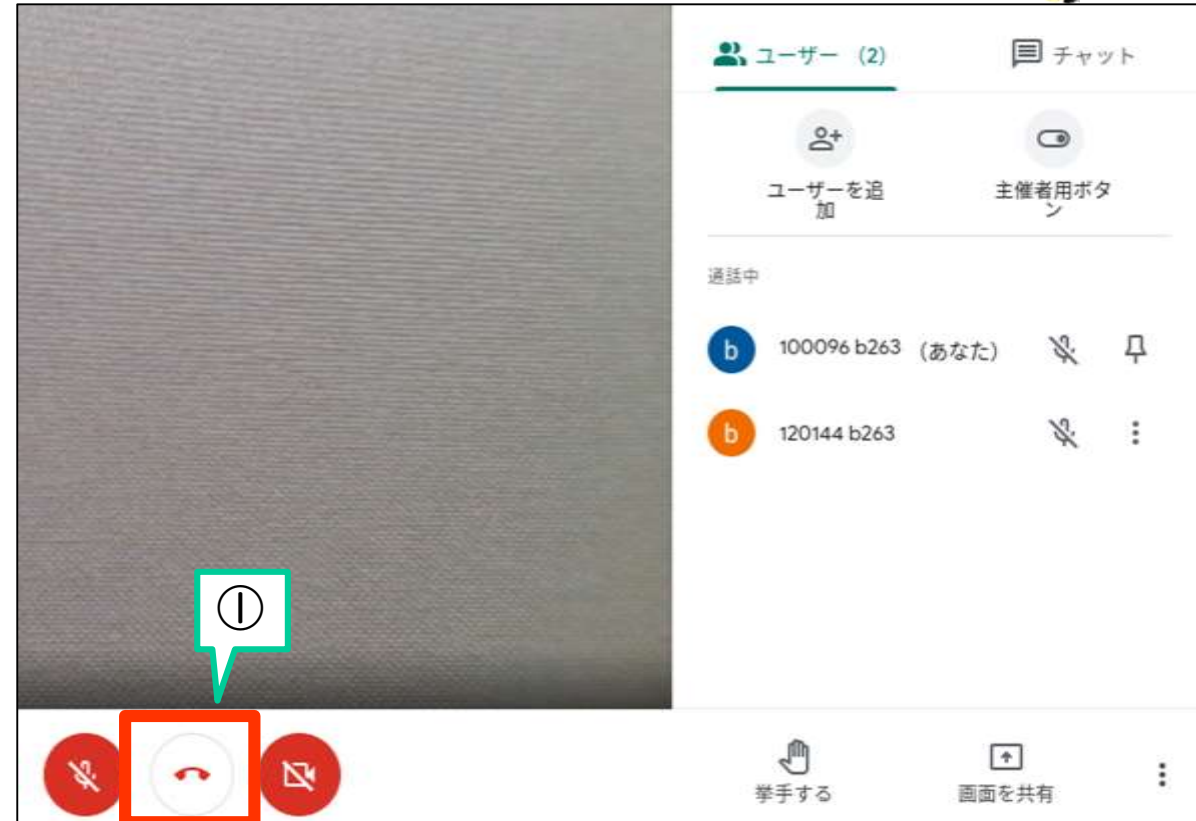 ユーザー (2)
チャット
ユーザーを追
加
主催者用ボタ
ン
通話中
b
100096 b263 (あなた)
b
120144 b263
①
挙手する
画面を共有